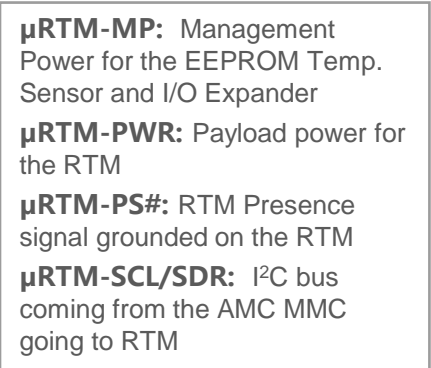 µRTM-MP: Management
Power for the EEPROM Temp.
Sensor and I/O Expander
µRTM-PWR: Payload power for
the RTM
µRTM-PS#: RTM Presence
signal grounded on the RTM
µRTM-SCL/SDR: I²C bus
coming from the AMC MMC
going to RTM